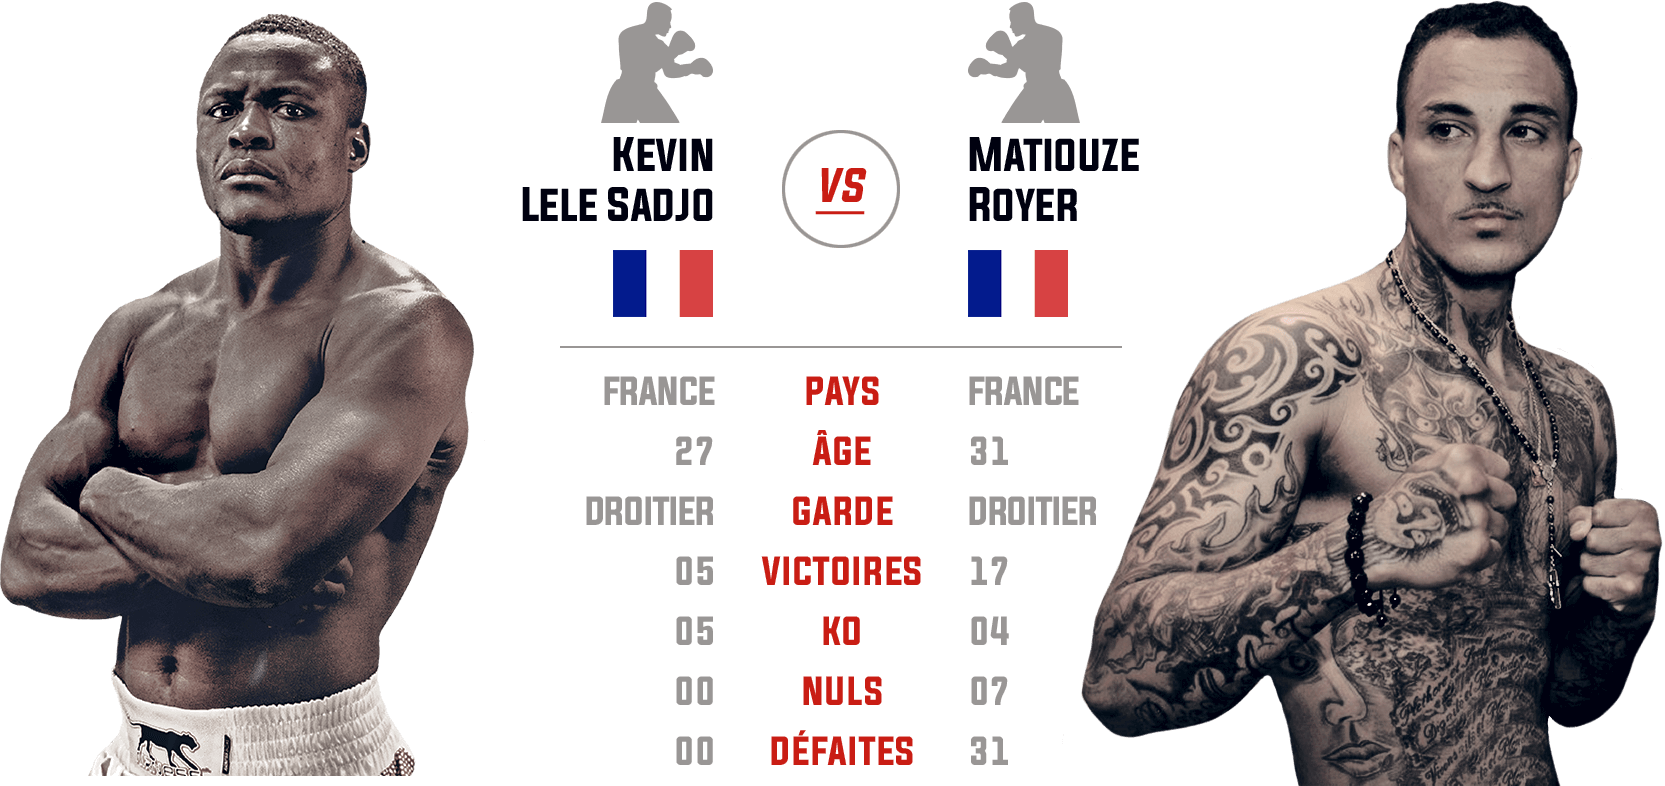 KEVIN
LELE SADJO
VS
MATIOUZE
ROYER
FRANCE PAYS FRANCE
27 ÂGE 31
DROITIER GARDE DROITIER
05 VICTOIRES 17
05 KO 04
00 NULS 07
00 DÉFAITES 31